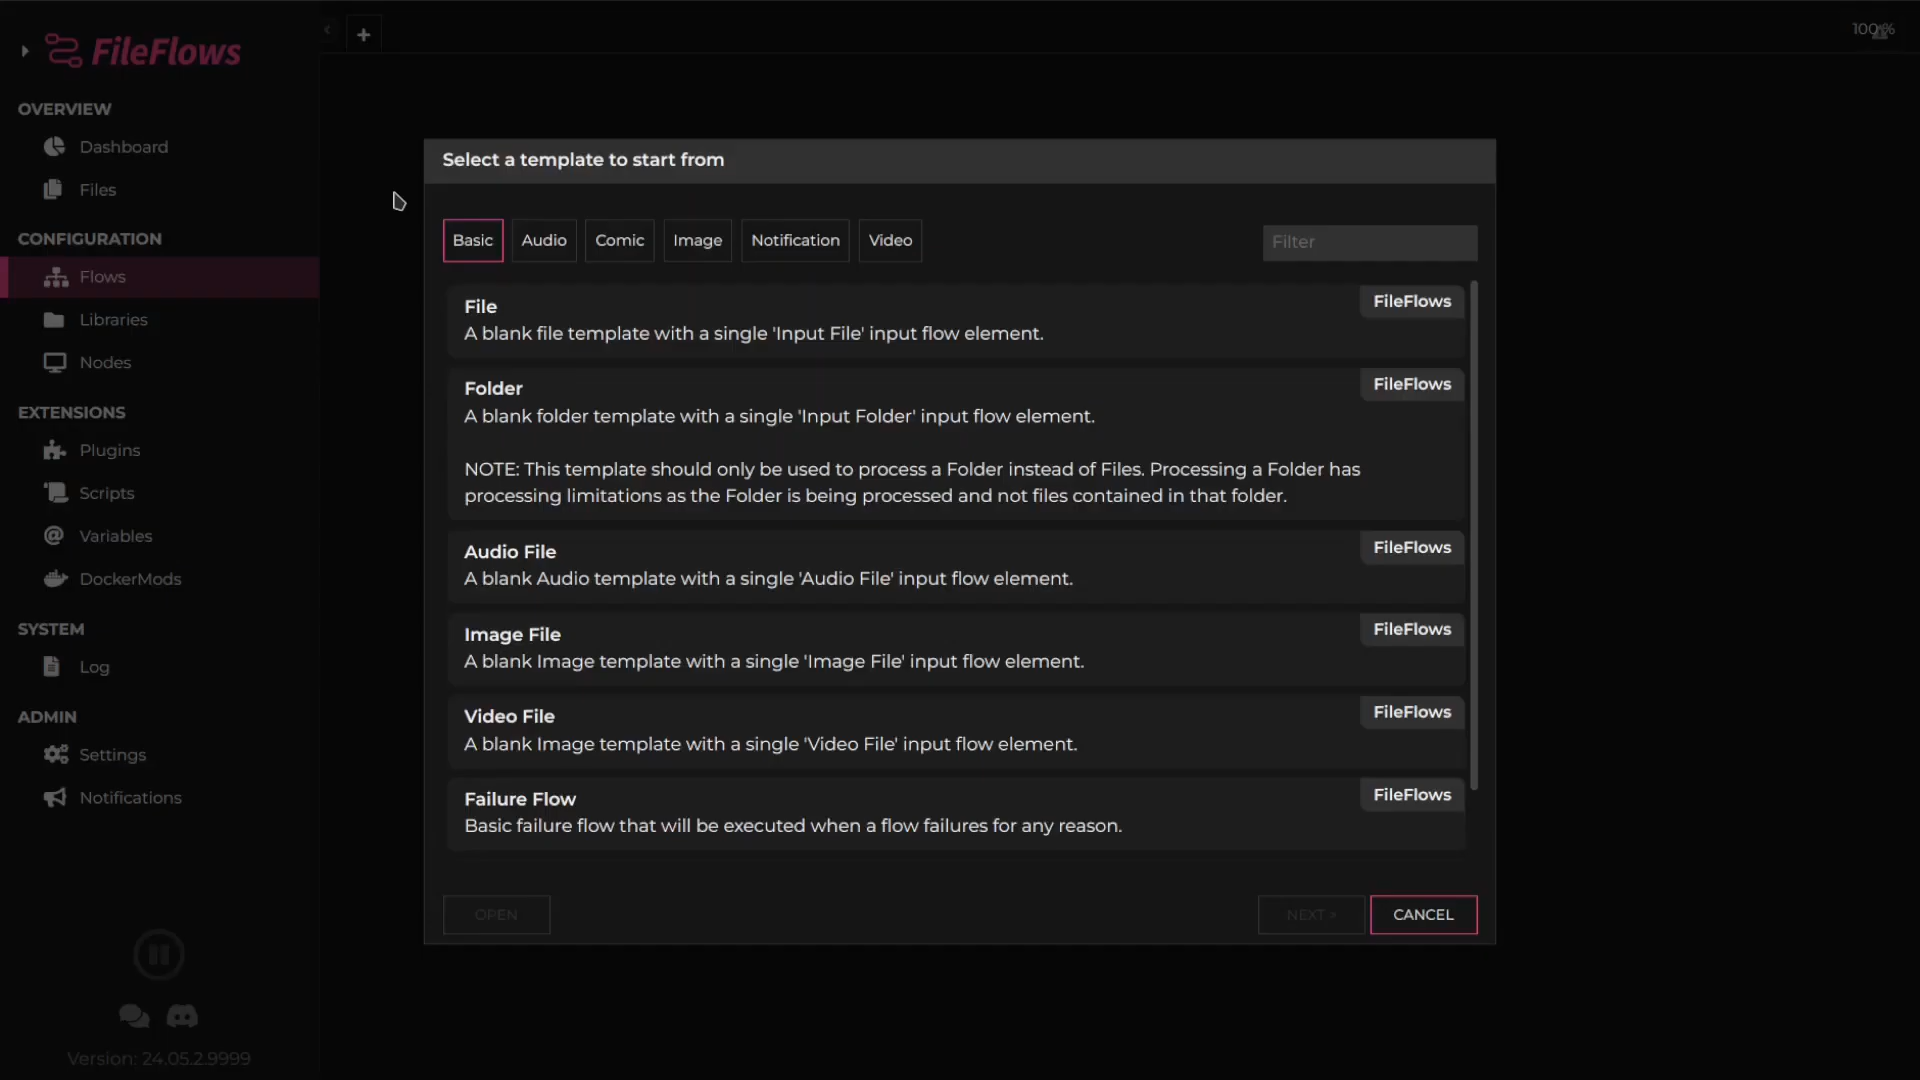 FileFlows
+
100%
OVERVIEW
Dashboard
Files
CONFIGURATION
Flows
Libraries
Nodes
EXTENSIONS
Plugins
Scripts
Variables
DockerMods
SYSTEM
Log
ADMIN
Settings
Notifications
Version: 24.05.2.9999
Select a template to start from
Basic
Audio
Comic
Image
Notification
Video
Filter
File
FileFlows
A blank file template with a single 'Input File' input flow element.
Folder
FileFlows
A blank folder template with a single 'Input Folder' input flow element.
NOTE: This template should only be used to process a Folder instead of Files. Processing a Folder has
processing limitations as the Folder is being processed and not files contained in that folder.
Audio File
FileFlows
A blank Audio template with a single 'Audio File' input flow element.
Image File
FileFlows
A blank Image template with a single 'Image File' input flow element.
Video File
FileFlows
A blank Image template with a single 'Video File' input flow element.
Failure Flow
FileFlows
Basic failure flow that will be executed when a flow failures for any reason.
OPEN
NEXT >
CANCEL